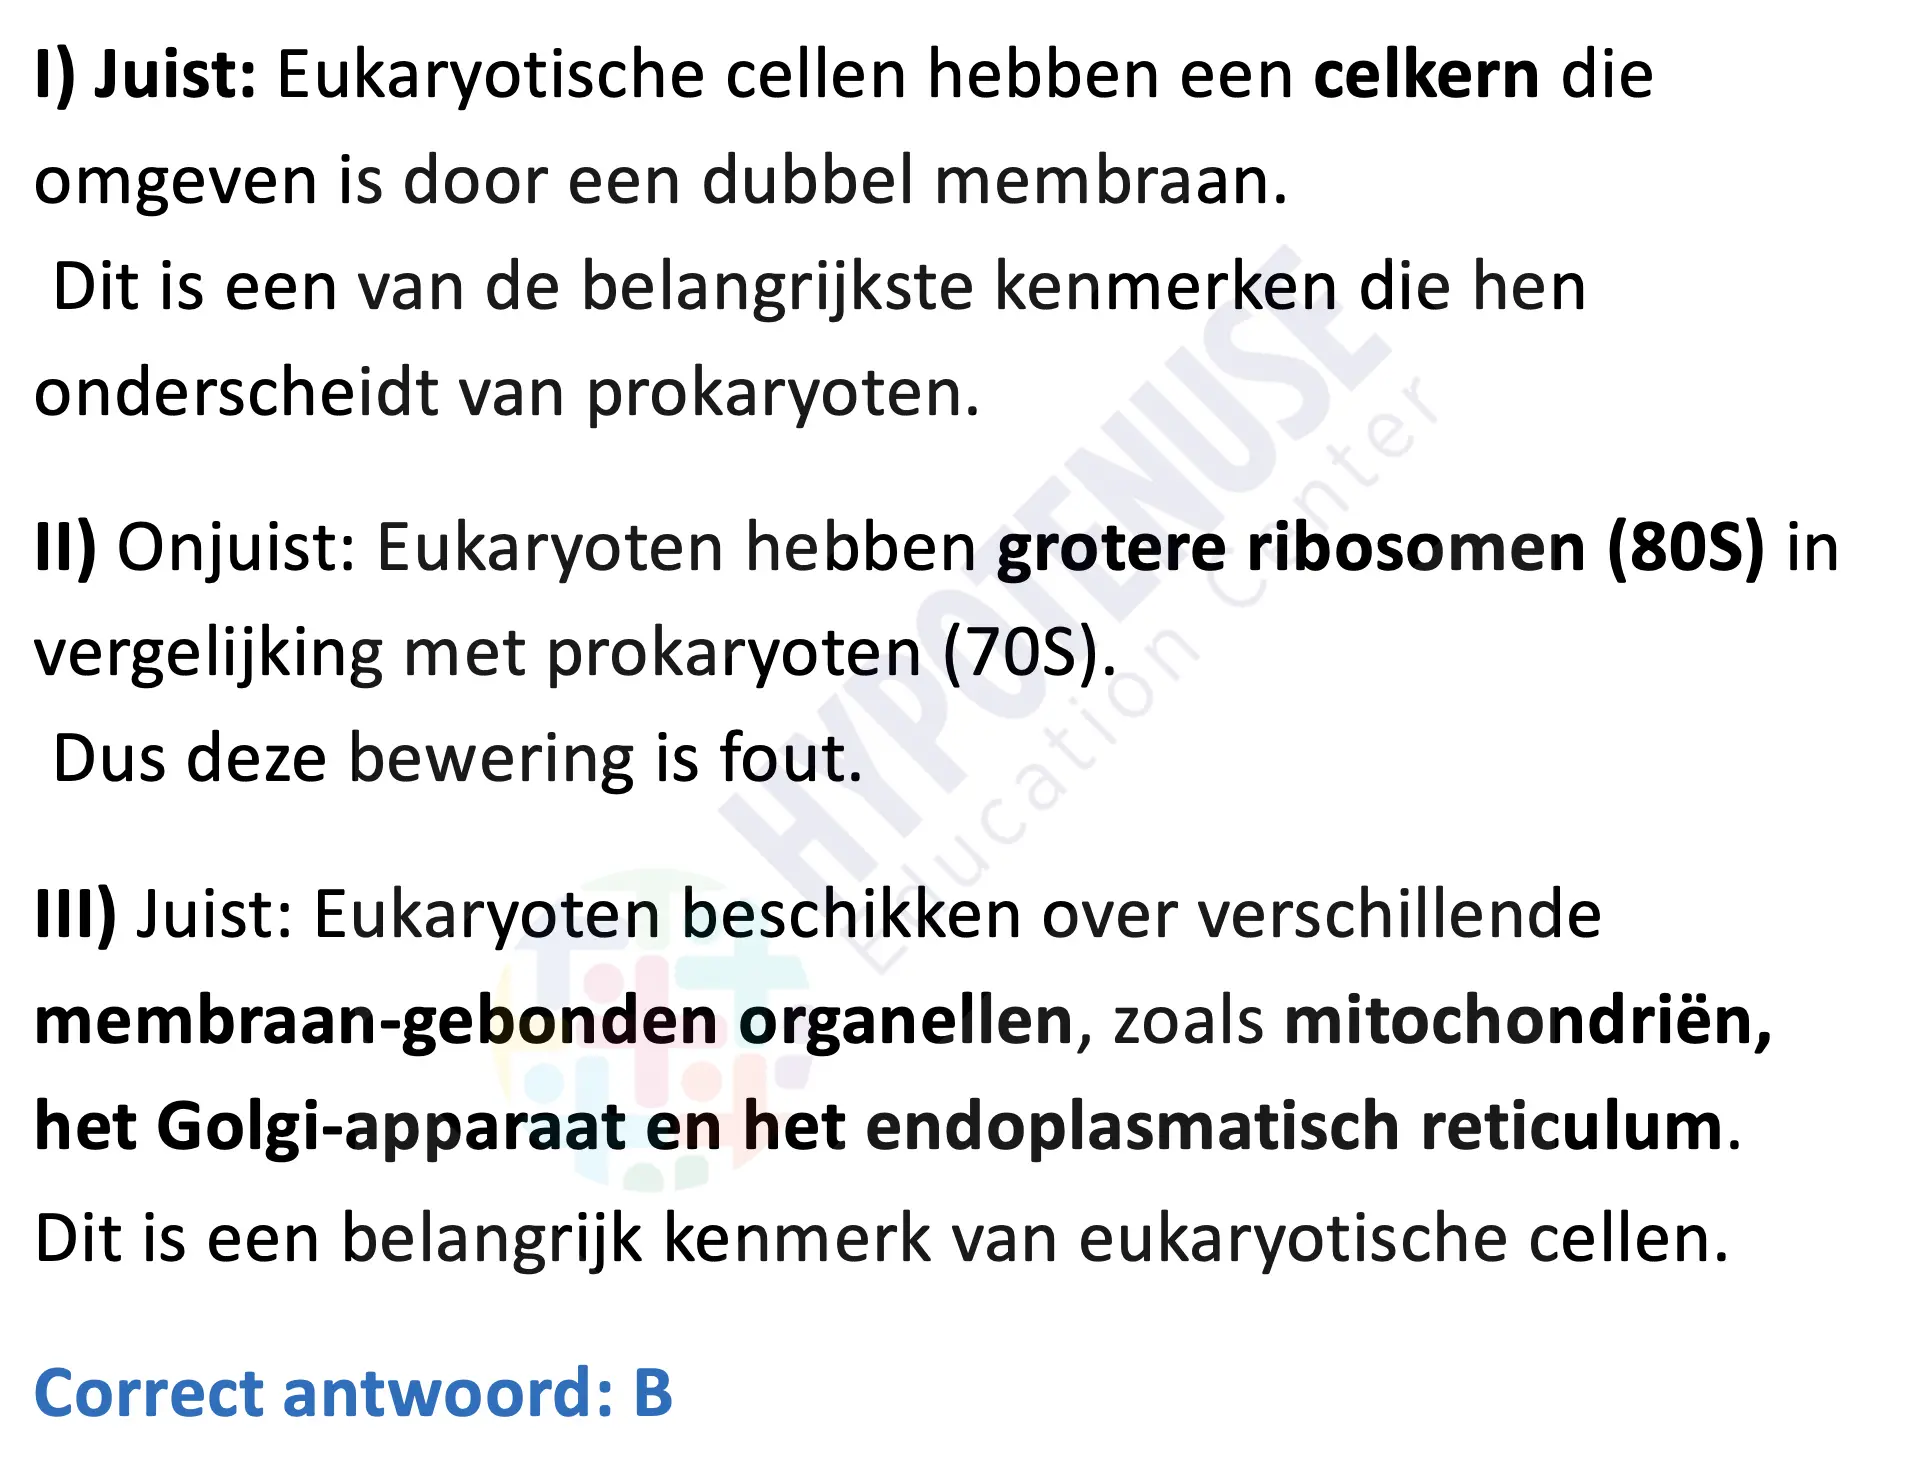 I) Juist: Eukaryotische cellen hebben een celkern die
omgeven is door een dubbel membraan.
Dit is een van de belangrijkste kenmerken die hen
onderscheidt van prokaryoten.
II) Onjuist: Eukaryoten hebben grotere ribosomen (80S) in
vergelijking met prokaryoten (70S).
Dus deze bewering is fout.
III) Juist: Eukaryoten beschikken over verschillende
membraan-gebonden organellen, zoals mitochondriën,
het Golgi-apparaat en het endoplasmatisch reticulum.
Dit is een belangrijk kenmerk van eukaryotische cellen.
Correct antwoord: B
HYPOTENUSE
Education Center